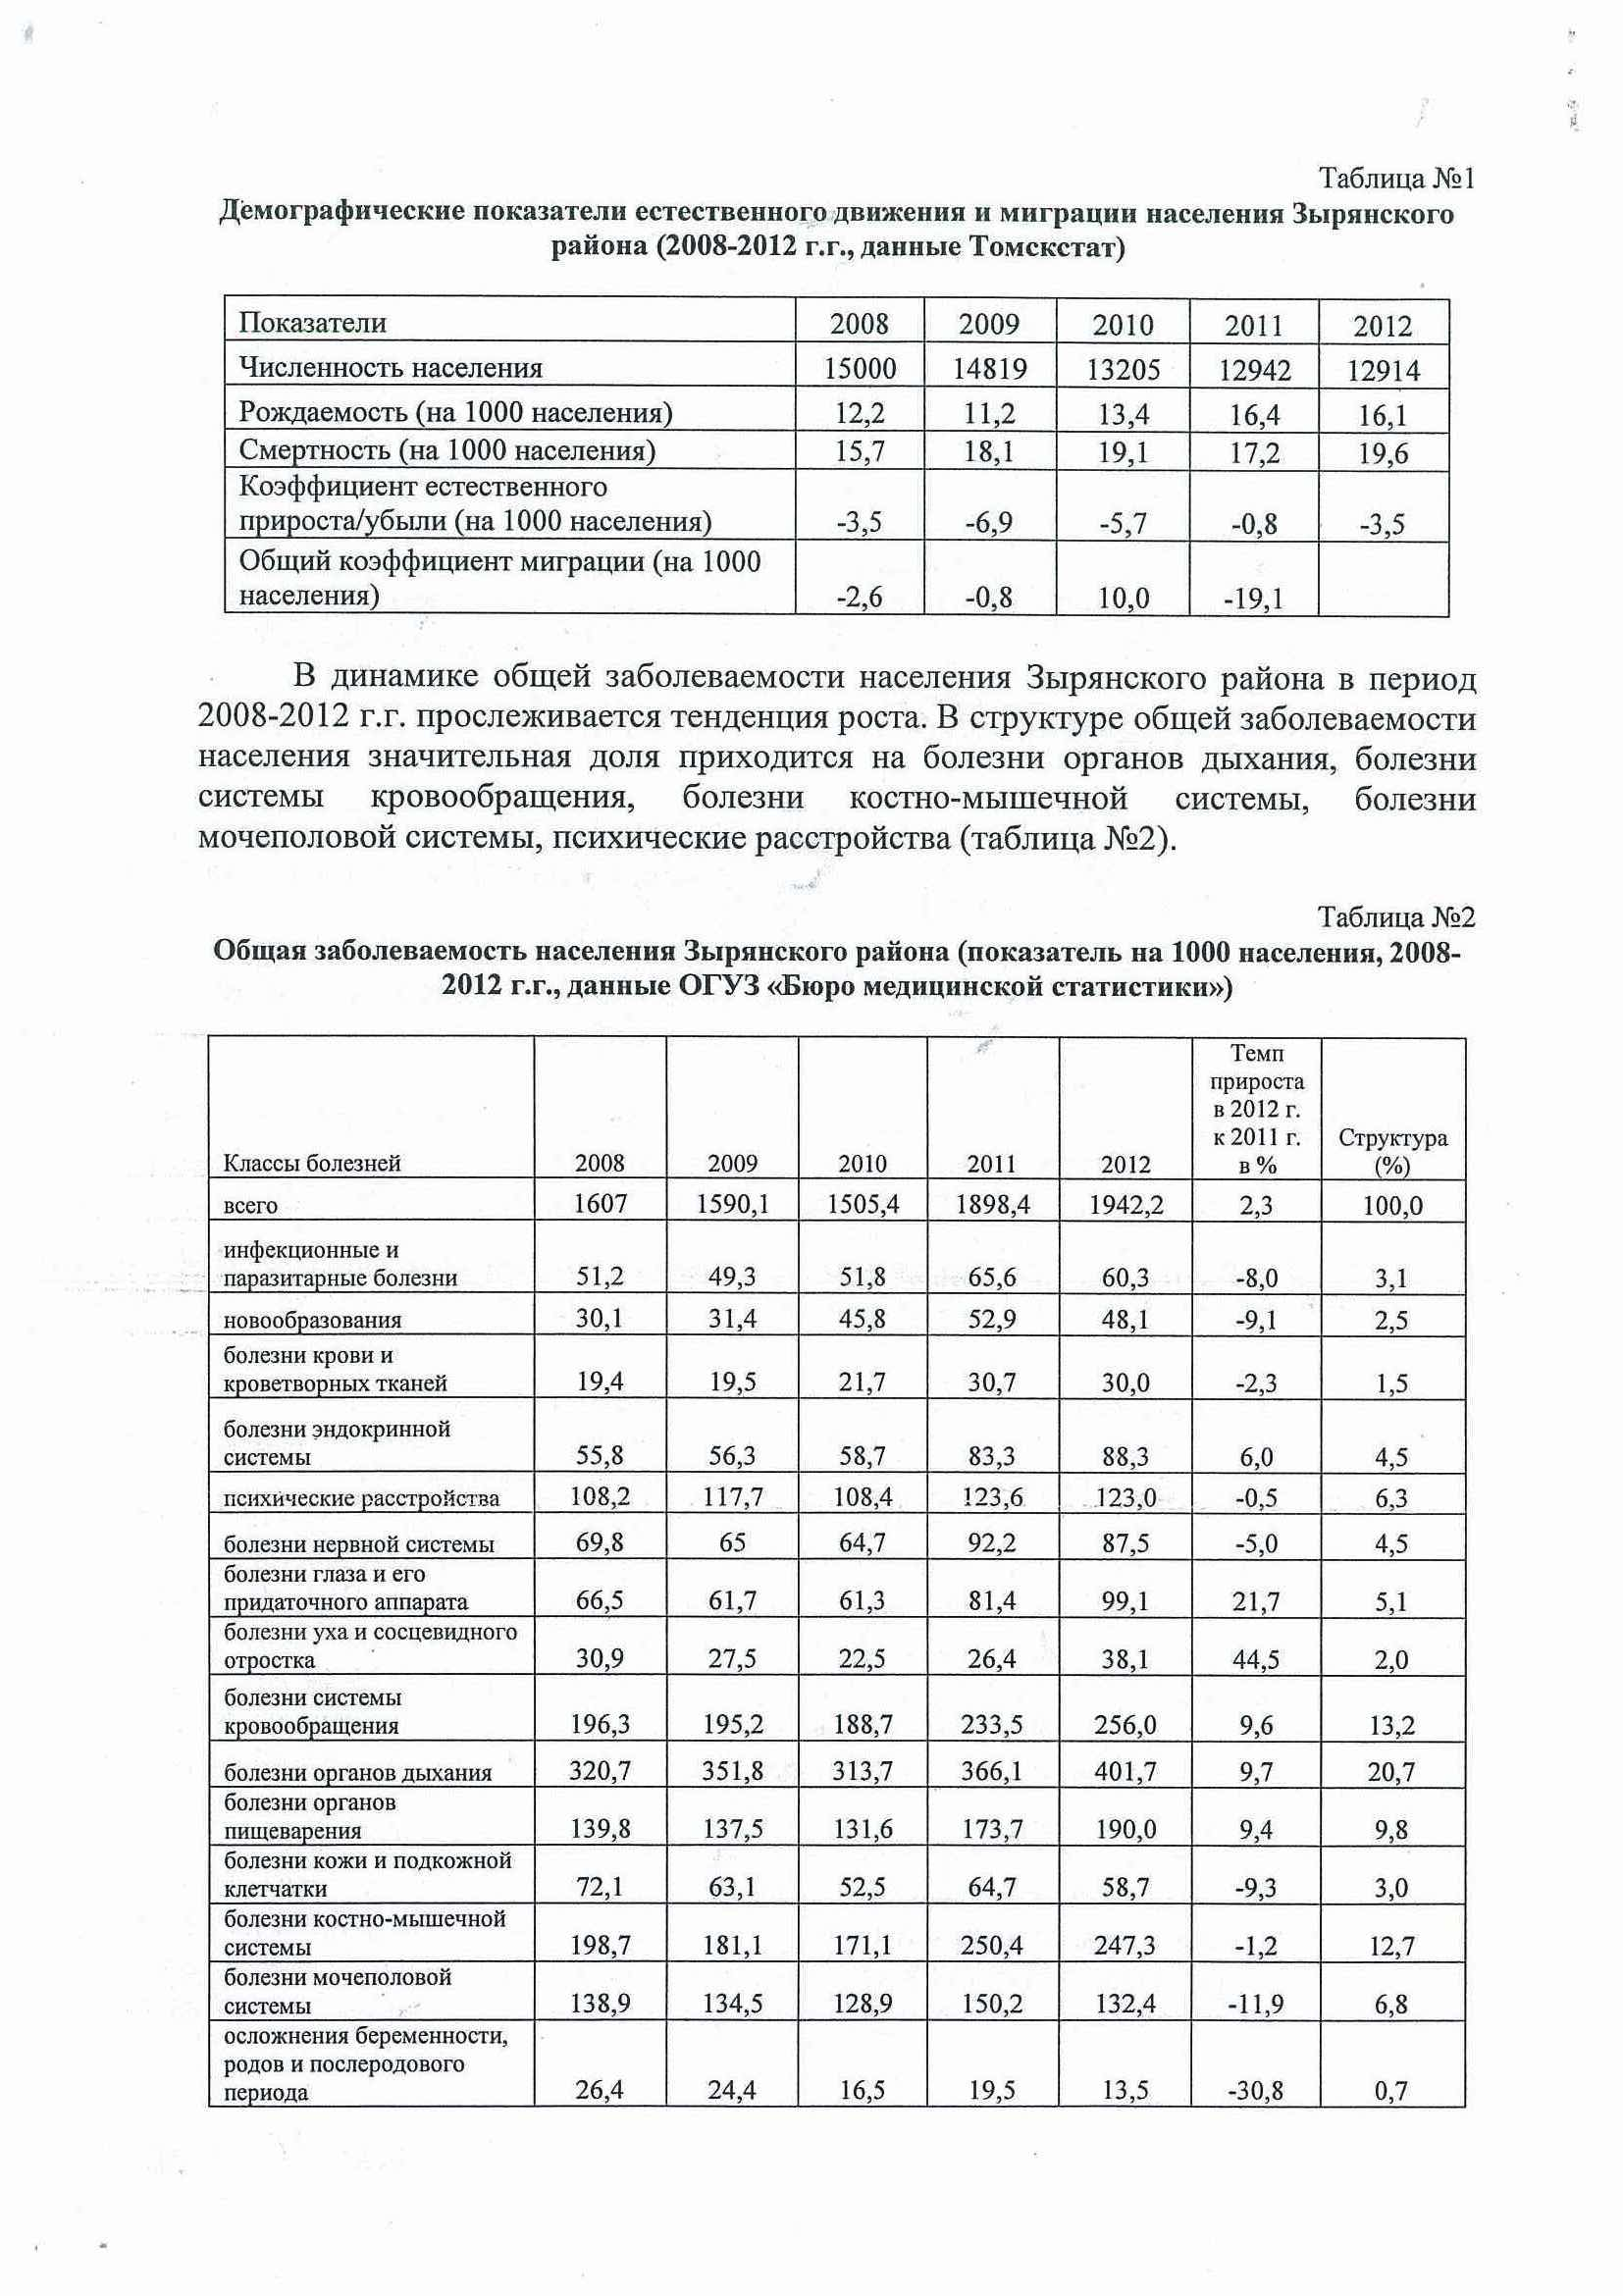 Таблица №1
Демографические показатели естественного движения и миграции населения Зырянского
района (2008-2012 г.г., данные Томскстат)
Показатели 2008 2009 2010 2011 2012
Численность населения 15000 14819 13205 12942 12914
Рождаемость (на 1000 населения) 12,2 11,2 13,4 16,4 16,1
Смертность (на 1000 населения) 15,7 18,1 19,1 17,2 19,6
Коэффициент естественного
прироста/убыли (на 1000 населения) -3,5 -6,9 -5,7 -0,8 -3,5
Общий коэффициент миграции (на 1000
населения) -2,6 -0,8 10,0 -19,1
В динамике общей заболеваемости населения Зырянского района в период
2008-2012 г.г. прослеживается тенденция роста. В структуре общей заболеваемости
населения значительная доля приходится на болезни органов дыхания, болезни
системы кровообращения, болезни костно-мышечной системы, болезни
мочеполовой системы, психические расстройства (таблица №2).
Таблица №2
Общая заболеваемость населения Зырянского района (показатель на 1000 населения, 2008-
2012 г.г., данные ОГУЗ «Бюро медицинской статистики»)
Темп
прироста
в 2012 г.
к 2011 г. Структура
Классы болезней 2008 2009 2010 2011 2012 в % (%)
всего 1607 1590,1 1505,4 1898,4 1942,2 2,3 100,0
инфекционные и
паразитарные болезни 51,2 49,3 51,8 65,6 60,3 -8,0 3,1
новообразования 30,1 31,4 45,8 52,9 48,1 -9,1 2,5
болезни крови и
кроветворных тканей 19,4 19,5 21,7 30,7 30,0 -2,3 1,5
болезни эндокринной
системы 55,8 56,3 58,7 83,3 88,3 6,0 4,5
психические расстройства 108,2 117,7 108,4 123,6 123,0 -0,5 6,3
болезни нервной системы 69,8 65 64,7 92,2 87,5 -5,0 4,5
болезни глаза и его
придаточного аппарата 66,5 61,7 61,3 81,4 99,1 21,7 5,1
болезни уха и сосцевидного
отростка 30,9 27,5 22,5 26,4 38,1 44,5 2,0
болезни системы
кровообращения 196,3 195,2 188,7 233,5 256,0 9,6 13,2
болезни органов дыхания 320,7 351,8 313,7 366,1 401,7 9,7 20,7
болезни органов
пищеварения 139,8 137,5 131,6 173,7 190,0 9,4 9,8
болезни кожи и подкожной
клетчатки 72,1 63,1 52,5 64,7 58,7 -9,3 3,0
болезни костно-мышечной
системы 198,7 181,1 171,1 250,4 247,3 -1,2 12,7
болезни мочеполовой
системы 138,9 134,5 128,9 150,2 132,4 -11,9 6,8
осложнения беременности,
родов и послеродового
периода 26,4 24,4 16,5 19,5 13,5 -30,8 0,7